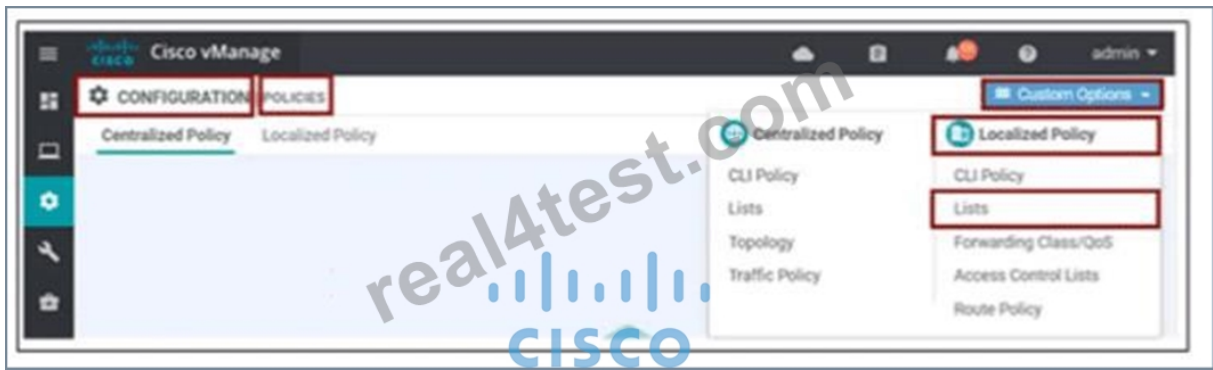 cisco Cisco vManage admin
CONFIGURATION POLICIES Custom Options
Centralized Policy Localized Policy
Centralized Policy
CLI Policy
Lists
Topology
Traffic Policy
Localized Policy
CLI Policy
Lists
Forwarding Class/QoS
Access Control Lists
Route Policy
real4test.com
CISCO